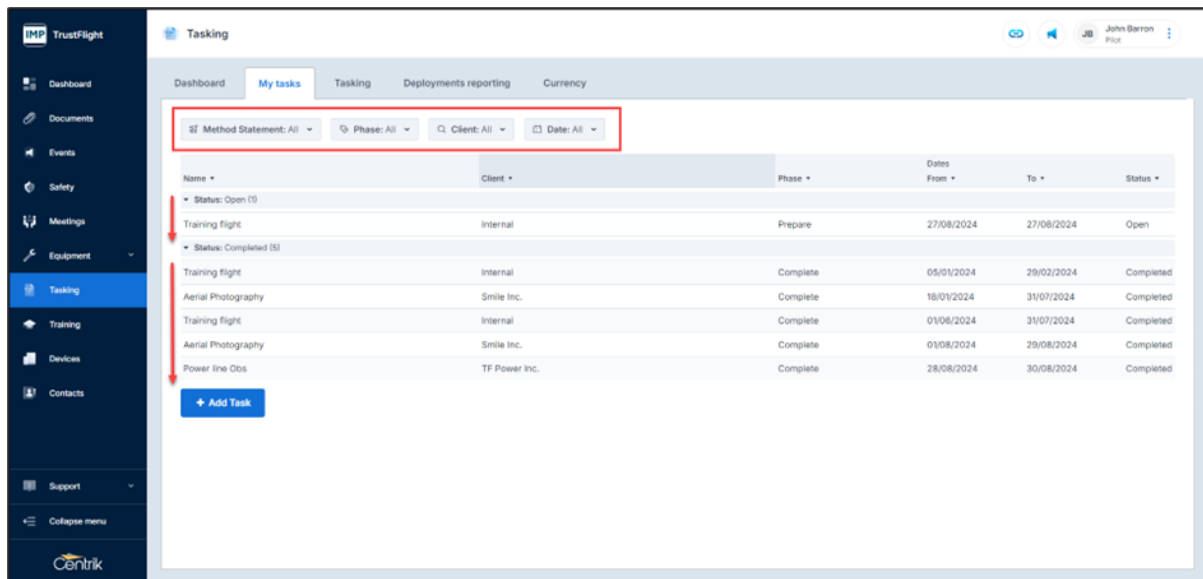 IMP TrustFlight
Tasking
JB John Barron
Pilot
Dashboard
Documents
Events
Safety
Meetings
Equipment
Tasking
Training
Devices
Contacts
Support
Collapse menu
Centrik
Dashboard My tasks Tasking Deployments reporting Currency
Method Statement: All Phase: All Client: All Date: All
Dates
Name Client Phase From To Status
Status: Open (1)
Training flight Internal Prepare 27/08/2024 27/08/2024 Open
Status: Completed (5)
Training flight Internal Complete 05/01/2024 29/02/2024 Completed
Aerial Photography Smile Inc. Complete 18/01/2024 31/07/2024 Completed
Training flight Internal Complete 01/06/2024 31/07/2024 Completed
Aerial Photography Smile Inc. Complete 01/08/2024 29/08/2024 Completed
Power line Obs TF Power Inc. Complete 28/08/2024 30/08/2024 Completed
+ Add Task